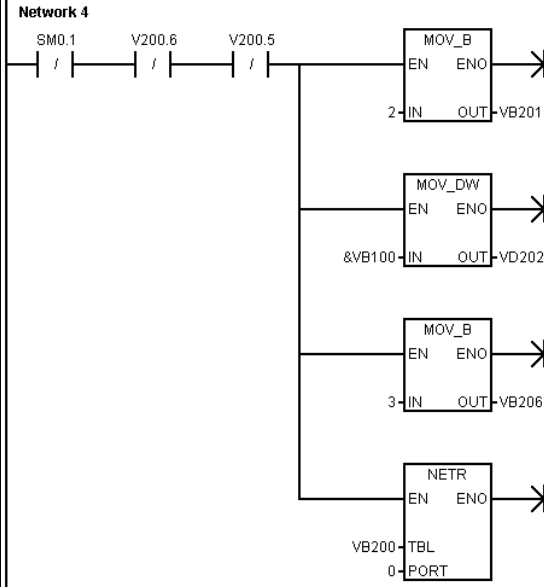 Network 4
SM0.1 V200.6 V200.5
/ / /
MOV_B
EN ENO
2 IN OUT VB201
MOV_DW
EN ENO
&VB100 IN OUT VD202
MOV_B
EN ENO
3 IN OUT VB206
NETR
EN ENO
VB200 TBL
0 PORT